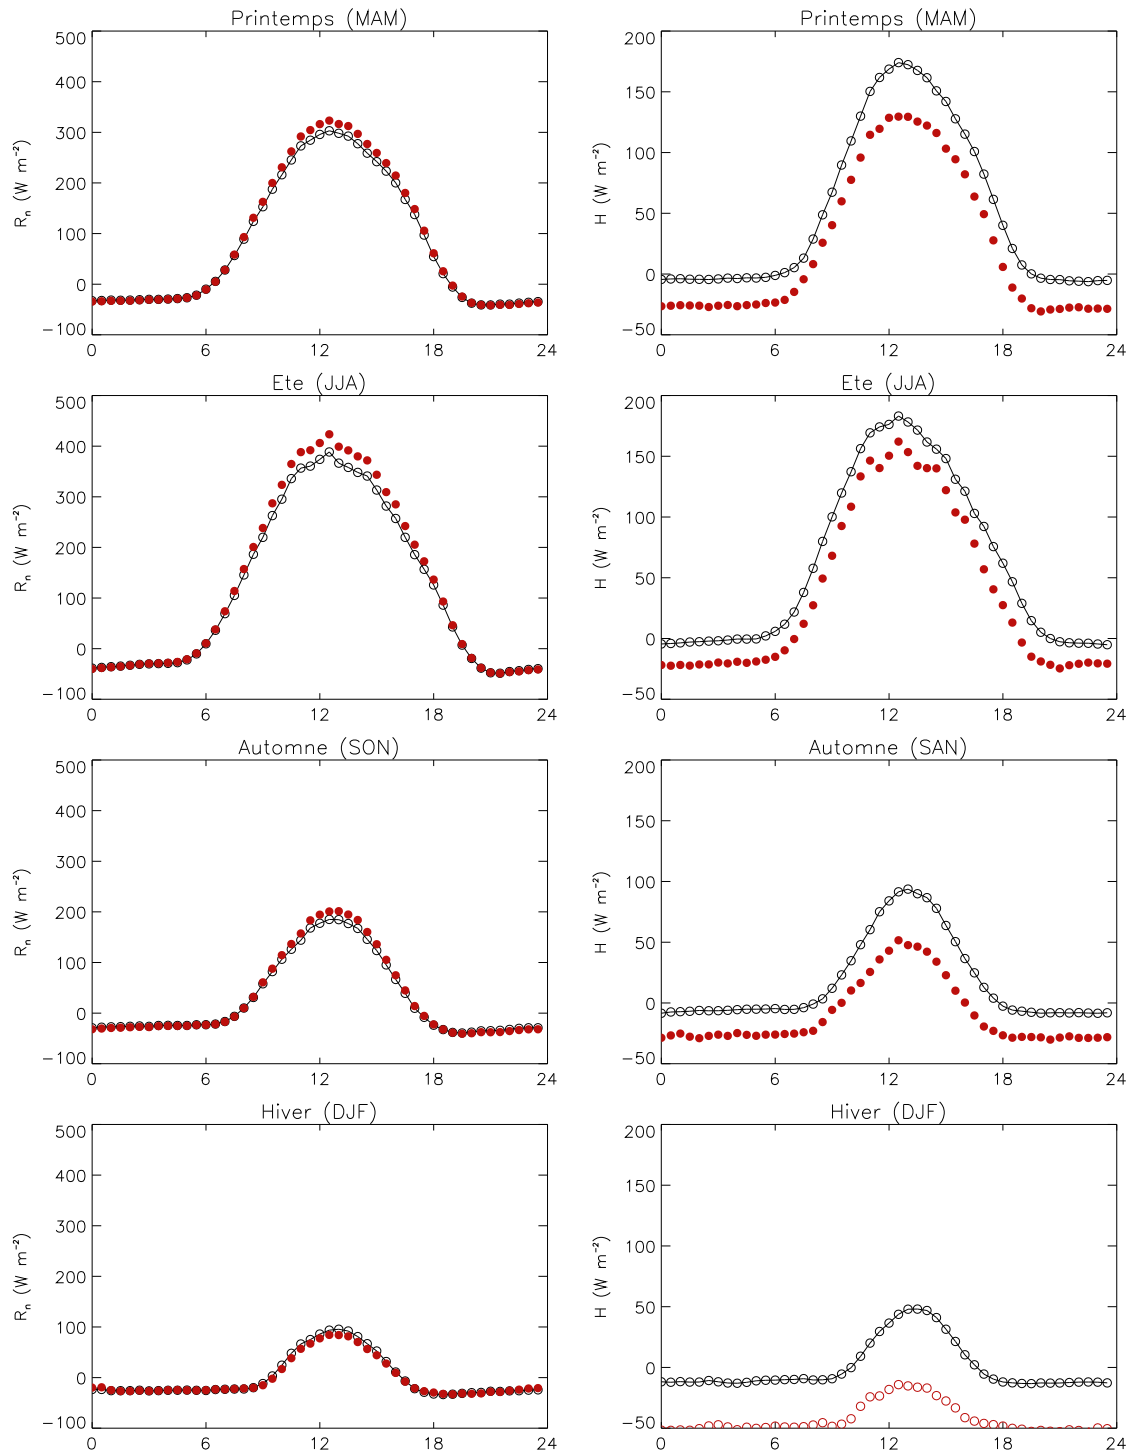 Printemps (MAM)
500
400
300
200
100
0
−100
Rₙ (W m⁻²)
0 6 12 18 24
Printemps (MAM)
200
150
100
50
0
−50
H (W m⁻²)
0 6 12 18 24
Ete (JJA)
500
400
300
200
100
0
−100
Rₙ (W m⁻²)
0 6 12 18 24
Ete (JJA)
200
150
100
50
0
−50
H (W m⁻²)
0 6 12 18 24
Automne (SON)
500
400
300
200
100
0
−100
Rₙ (W m⁻²)
0 6 12 18 24
Automne (SAN)
200
150
100
50
0
−50
H (W m⁻²)
0 6 12 18 24
Hiver (DJF)
500
400
300
200
100
0
−100
Rₙ (W m⁻²)
0 6 12 18 24
Hiver (DJF)
200
150
100
50
0
−50
H (W m⁻²)
0 6 12 18 24